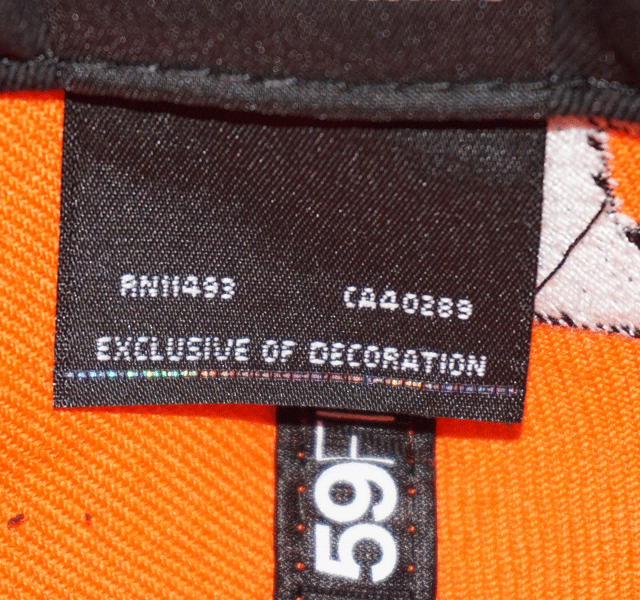 RN11493 CA40289
EXCLUSIVE OF DECORATION
59F